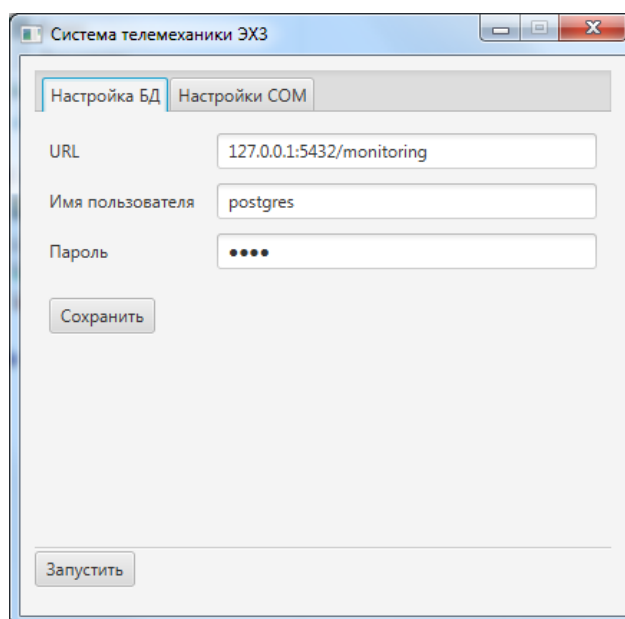 Система телемеханики ЭХЗ
Настройка БД Настройки COM
URL 127.0.0.1:5432/monitoring
Имя пользователя postgres
Пароль ••••
Сохранить
Запустить